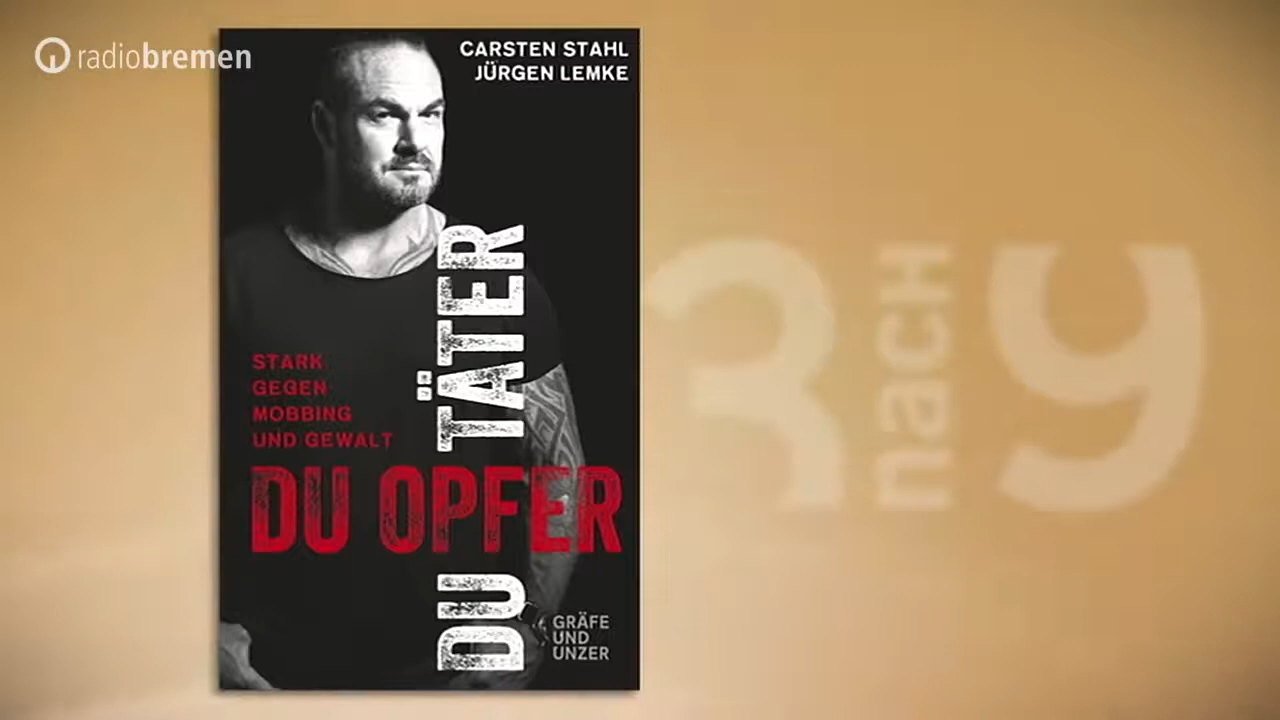 radiobremen
CARSTEN STAHL
JÜRGEN LEMKE
STARK
GEGEN
MOBBING
UND GEWALT
DU OPFER
DU TÄTER
GRÄFE
UND
UNZER
3 nach 9